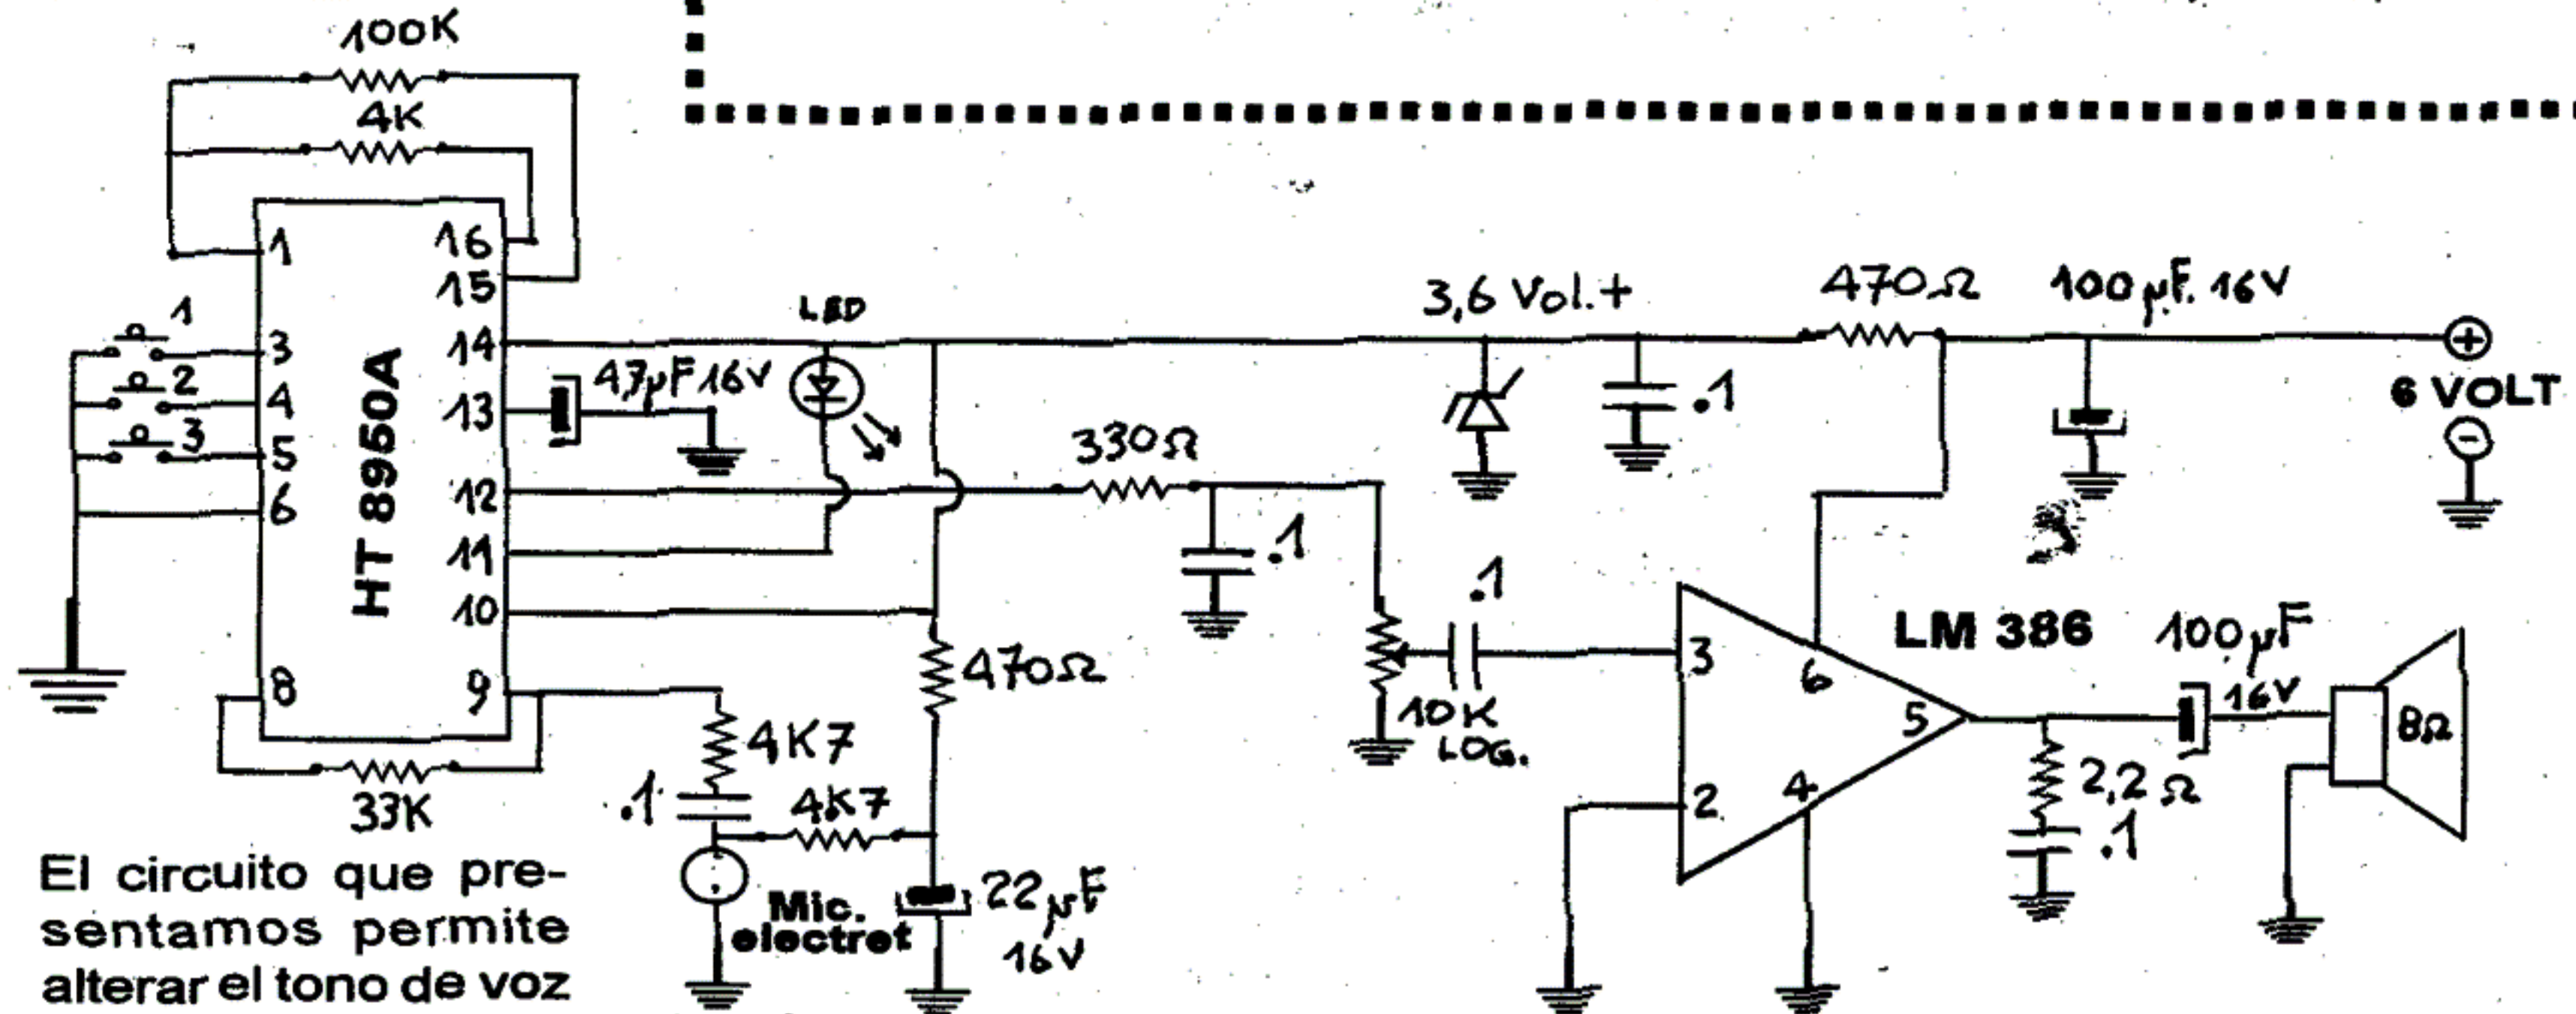 100K
4K
1
16
15
1
3
14
2
4
13
3
5
12
6
11
10
8
9
HT 8950A
33K
LED
47µF 16V
330Ω
.1
3,6 Vol.+
.1
470Ω
100µF. 16V
+
6 VOLT
-
470Ω
4K7
.1
4K7
Mic.
electret
22µF
16V
10K
LOG.
.1
3
2
6
4
5
LM 386
100µF
16V
2,2Ω
.1
8Ω
El circuito que pre-
sentamos permite
alterar el tono de voz